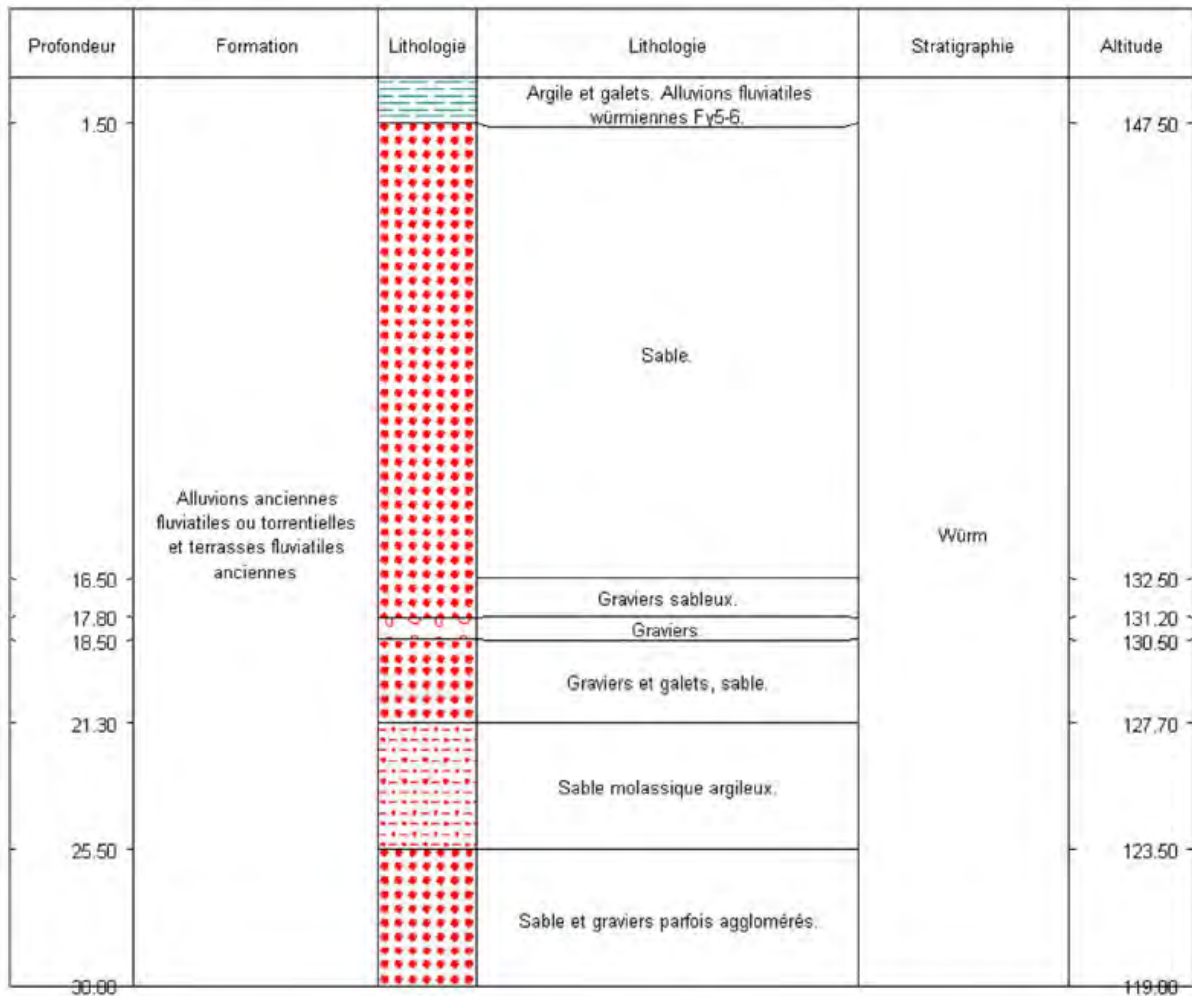 Profondeur
Formation
Lithologie
Lithologie
Stratigraphie
Altitude
Argile et galets. Alluvions fluviatiles
würmiennes Fγ5-6.
1.50
147.50
Sable.
Alluvions anciennes
fluviatiles ou torrentielles
et terrasses fluviatiles
anciennes
Würm
16.50
132.50
Graviers sableux.
17.80
131.20
Graviers.
18.50
130.50
Graviers et galets, sable.
21.30
127.70
Sable molassique argileux.
25.50
123.50
Sable et graviers parfois agglomérés.
30.00
119.00